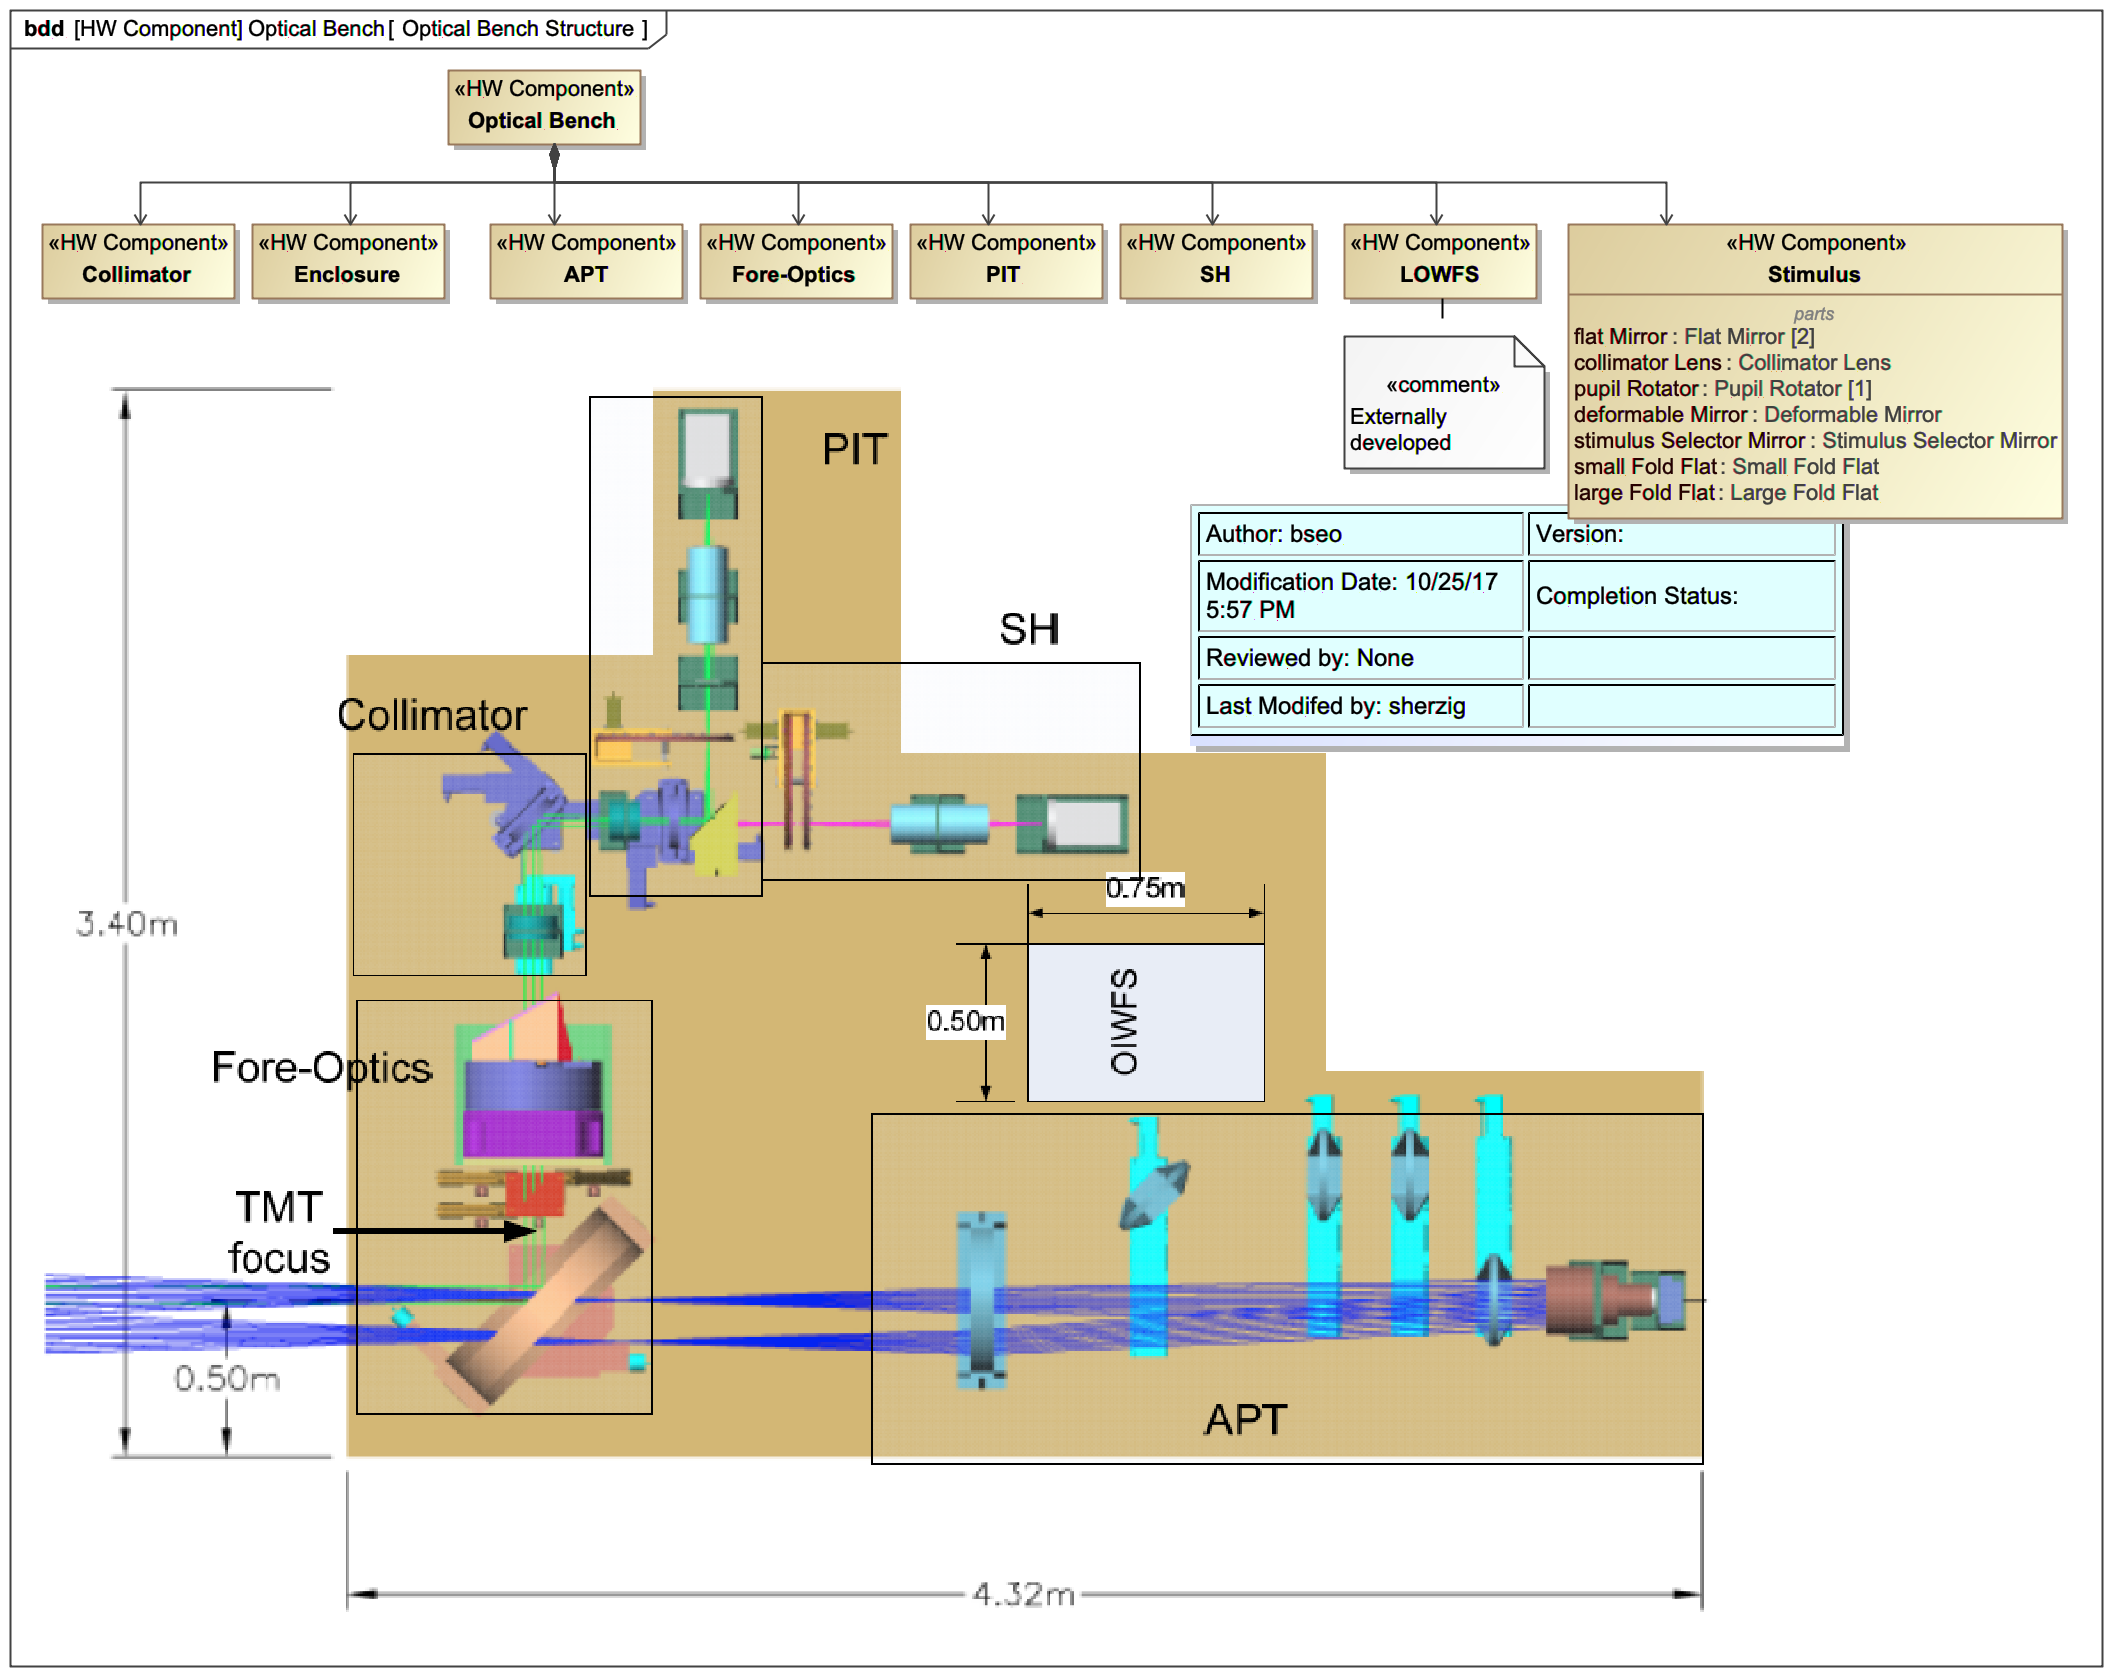 bdd [HW Component] Optical Bench [ Optical Bench Structure ]
«HW Component»
Optical Bench
«HW Component»
Collimator
«HW Component»
Enclosure
«HW Component»
APT
«HW Component»
Fore-Optics
«HW Component»
PIT
«HW Component»
SH
«HW Component»
LOWFS
«HW Component»
Stimulus
parts
flat Mirror : Flat Mirror [2]
collimator Lens : Collimator Lens
pupil Rotator : Pupil Rotator [1]
deformable Mirror : Deformable Mirror
stimulus Selector Mirror : Stimulus Selector Mirror
small Fold Flat : Small Fold Flat
large Fold Flat : Large Fold Flat
«comment»
Externally
developed
Author: bseo
Version:
Modification Date: 10/25/17
5:57 PM
Completion Status:
Reviewed by: None
Last Modifed by: sherzig
PIT
SH
Collimator
0.75m
3.40m
OIWFS
0.50m
Fore-Optics
TMT
focus
0.50m
APT
4.32m